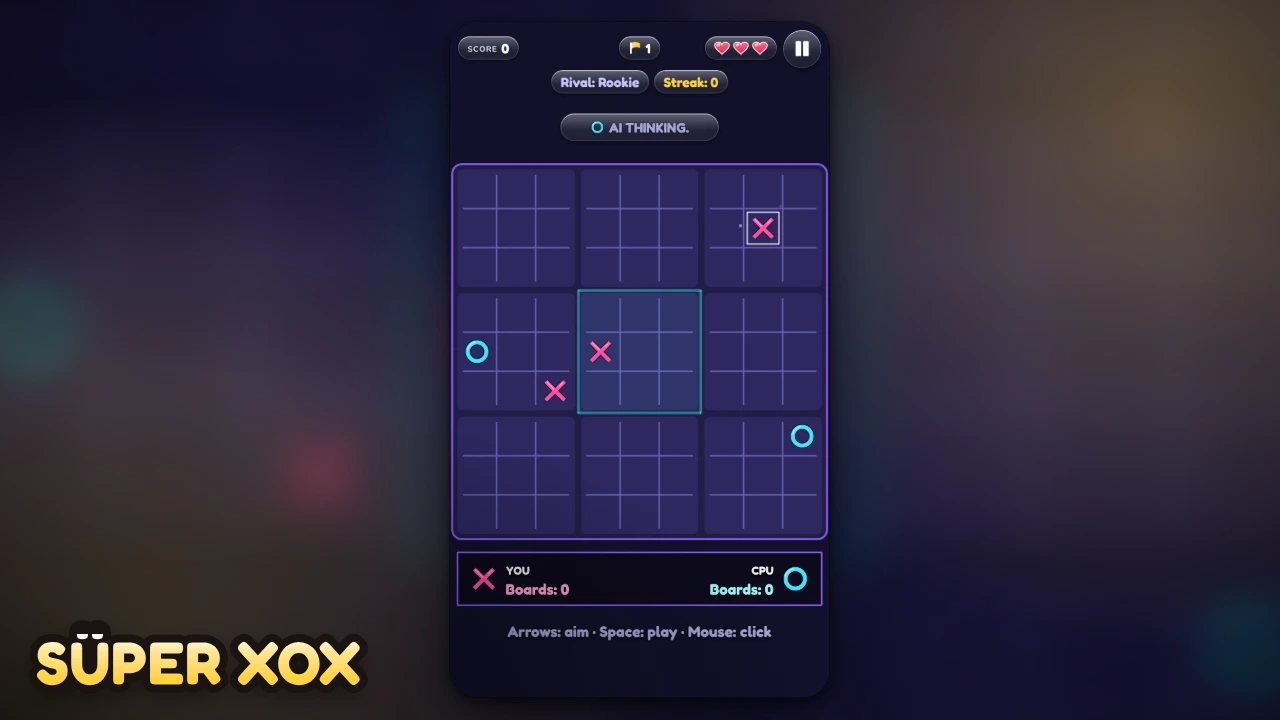 SCORE 0
1
Rival: Rookie
Streak: 0
AI THINKING.
YOU
Boards: 0
CPU
Boards: 0
Arrows: aim · Space: play · Mouse: click
SÜPER XOX